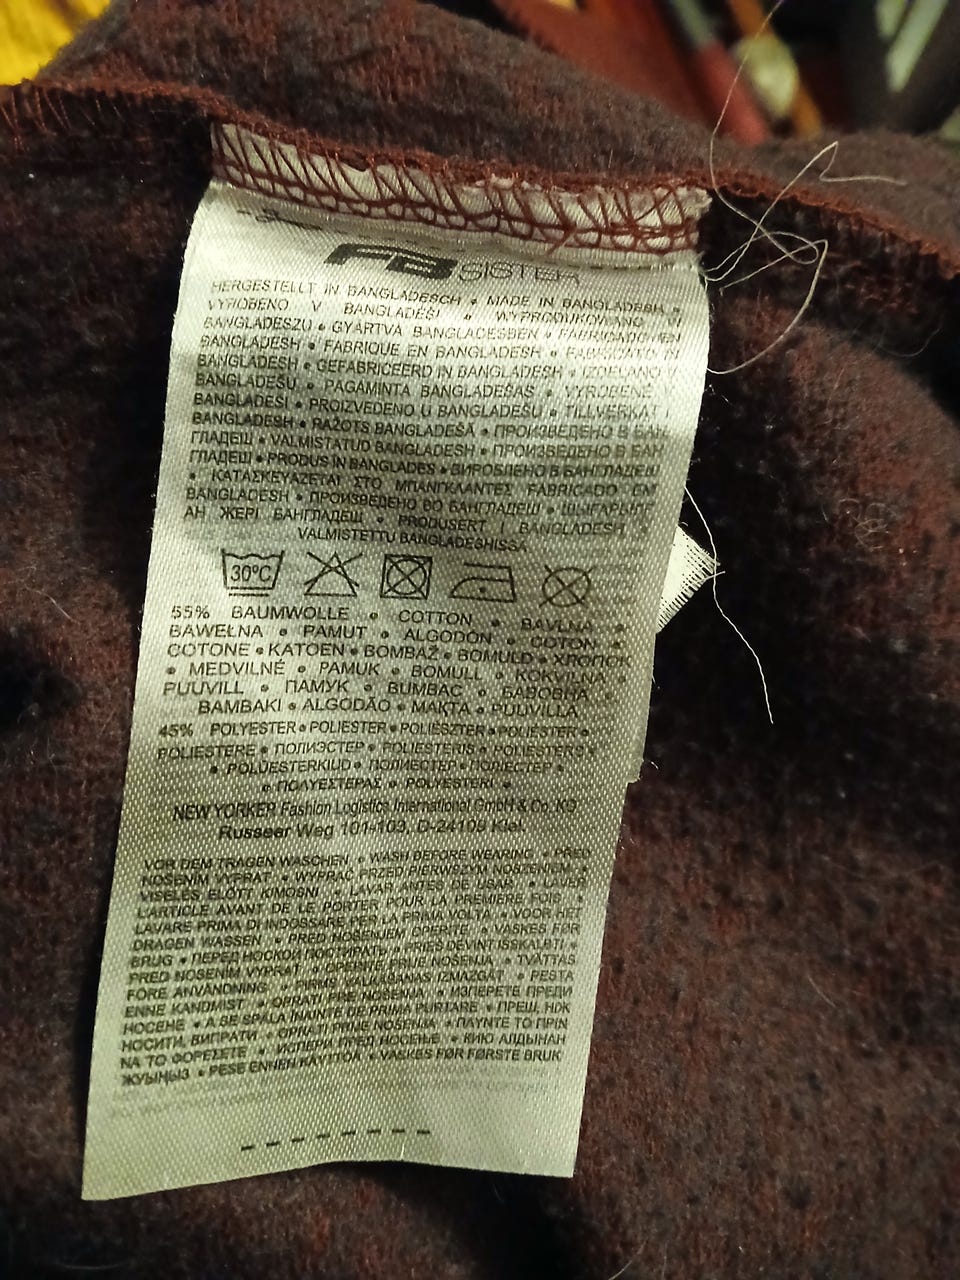 FB SISTER
HERGESTELLT IN BANGLADESCH • MADE IN BANGLADESH •
VYROBENO V BANGLADÉŠI • WYPRODUKOWANO W
BANGLADESZU • GYÁRTVA BANGLADESBEN • FABRICADO EN
BANGLADESH • FABRIQUE EN BANGLADESH • FABRICATO IN
BANGLADESH • GEFABRICEERD IN BANGLADESH • IZDELANO V
BANGLADEŠU • PAGAMINTA BANGLADEŠAS • VYROBENÉ V
BANGLADEŠI • PROIZVEDENO U BANGLADEŠU • TILLVERKAT I
BANGLADESH • RAŽOTS BANGLADEŠĀ • ПРОИЗВЕДЕНО В БАН
ГЛАДЕШ • VALMISTATUD BANGLADESH • ПРОИЗВЕДЕНО В БАН
ГЛАДЕШ • PRODUS IN BANGLADES • ВИРОБЛЕНО В БАНГЛАДЕШ
• ΚΑΤΑΣΚΕΥΑΖΕΤΑΙ ΣΤΟ ΜΠΑΝΓΚΛΑΝΤΕΣ FABRICADO EM
BANGLADESH • ПРОИЗВЕДЕНО ВО БАНГЛАДЕШ • ШЫҒАРЫЛҒ
АН ЖЕРІ БАНГЛАДЕШ • PRODUSERT I BANGLADESH •
VALMISTETTU BANGLADESHISSA
30°C
55% BAUMWOLLE • COTTON • BAVLNA •
BAWEŁNA • PAMUT • ALGODÓN • COTON •
COTONE • KATOEN • BOMBAŽ • BOMULD • ХЛОПОК
• MEDVILNĖ • PAMUK • BOMULL • KOKVILNA •
PUUVILL • ПАМУК • BUMBAC • БАВОВНА •
BAMBAKI • ALGODÃO • МАКТА • PUUVILLA
45% POLYESTER • POLIESTER • POLIÉSZTER • POLIÉSTER •
POLIESTERE • ПОЛИЭСТЕР • POLIESTERIS • POLIESTERS •
• POLÜESTERKIUD • ПОЛИЕСТЕР • ПОЛІЕСТЕР •
• ΠΟΛΥΕΣΤΕΡΑΣ • POLYESTERI •
NEW YORKER Fashion Logistics International GmbH & Co. KG
Russeer Weg 101-103, D-24109 Kiel.
VOR DEM TRAGEN WASCHEN • WASH BEFORE WEARING • PŘED
NOŠENÍM VYPRAT • WYPRAĆ PRZED PIERWSZYM NOSZENIEM •
VISELÉS ELŐTT KIMOSNI • LAVAR ANTES DE USAR • LAVER
L'ARTICLE AVANT DE LE PORTER POUR LA PREMIÈRE FOIS •
LAVARE PRIMA DI INDOSSARE PER LA PRIMA VOLTA • VOOR HET
DRAGEN WASSEN • PRED NOŠENJEM OPERITE • VASKES FØR
BRUG • ПЕРЕД НОСКОЙ ПОСТИРАТЬ • PRIEŠ DĖVINT IŠSKALBTI •
PRED NOSENÍM VYPRAŤ • OPERITE PRIJE NOŠENJA • TVÄTTAS
FÖRE ANVÄNDNING • PIRMS VALKĀŠANAS IZMAZGĀT • PESTA
ENNE KANDMIST • OPRATI PRE NOŠENJA • ИЗПЕРЕТЕ ПРЕДИ
НОСЕНЕ • A SE SPĂLA ÎNAINTE DE PRIMA PURTARE • ПРЕШ, НІЖ
НОСИТИ, ВИПРАТИ • OPRATI PRIJE NOŠENJA • ΠΛΥΝΤΕ ΤΟ ΠΡΙΝ
ΝΑ ΤΟ ΦΟΡΕΣΕΤΕ • ИСПЕРИ ПРЕД НОСЕЊЕ • КИЮ АЛДЫНАН
ЖУЫҢЫЗ • PESE ENNEN KÄYTTÖÄ • VASKES FØR FØRSTE BRUK